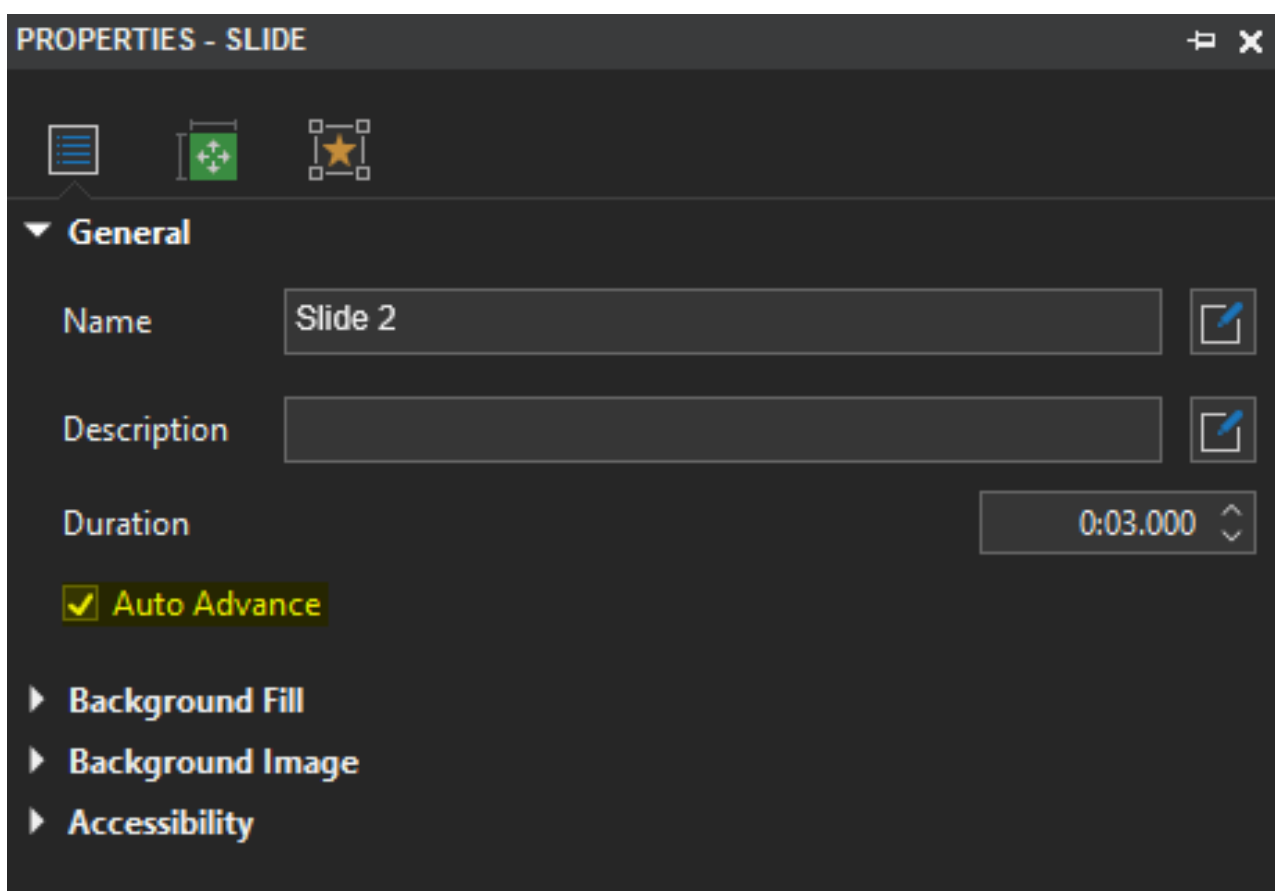 PROPERTIES - SLIDE
General
Name Slide 2
Description
Duration 0:03.000
Auto Advance
Background Fill
Background Image
Accessibility